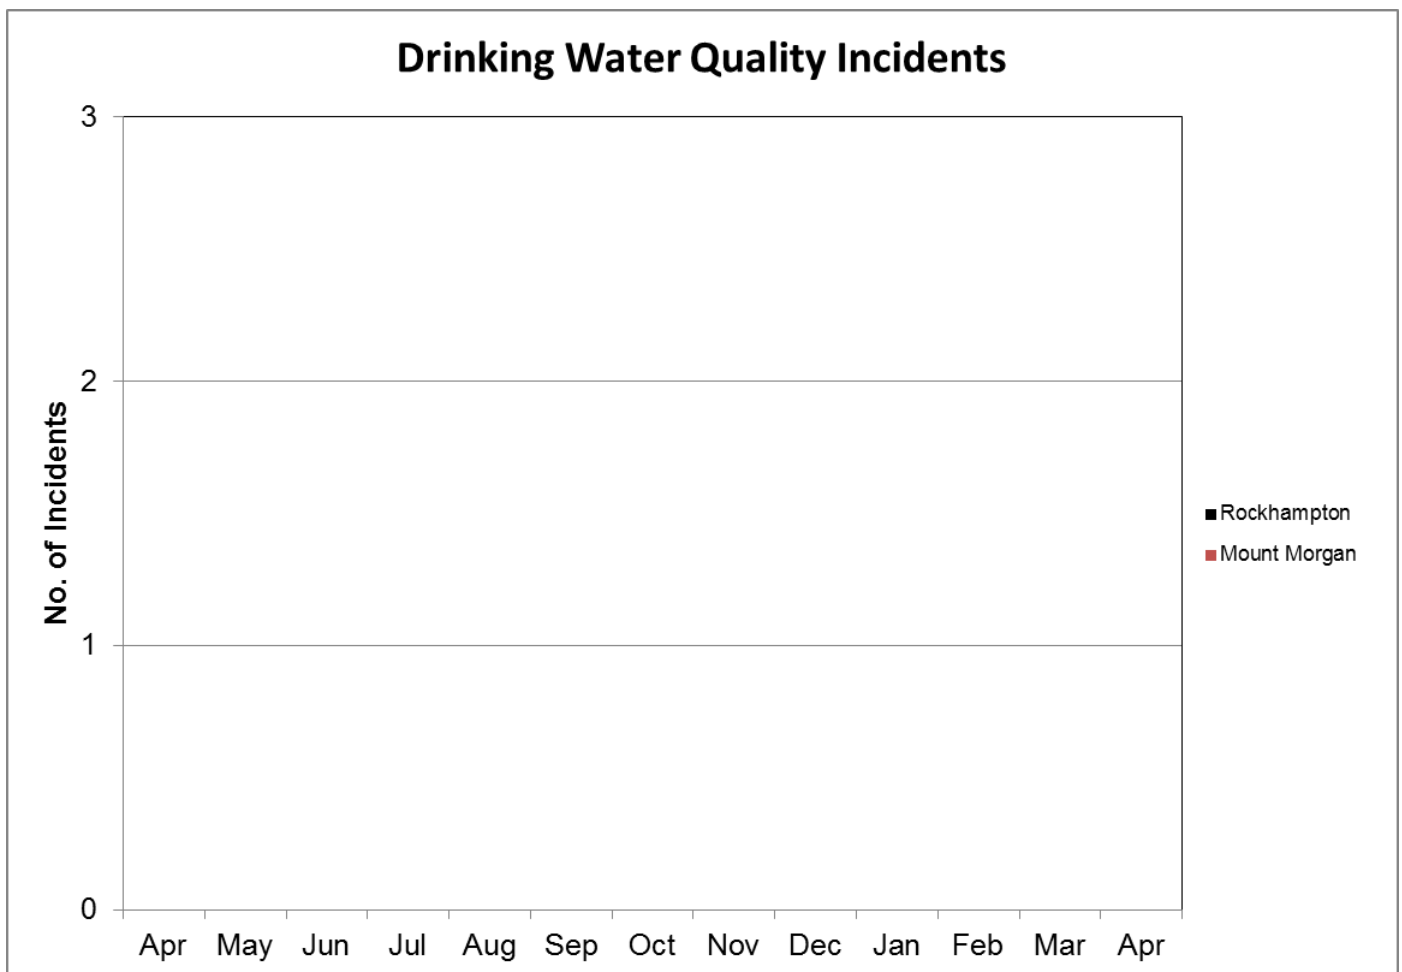 Drinking Water Quality Incidents
3
2
1
0
No. of Incidents
Apr May Jun Jul Aug Sep Oct Nov Dec Jan Feb Mar Apr
Rockhampton
Mount Morgan